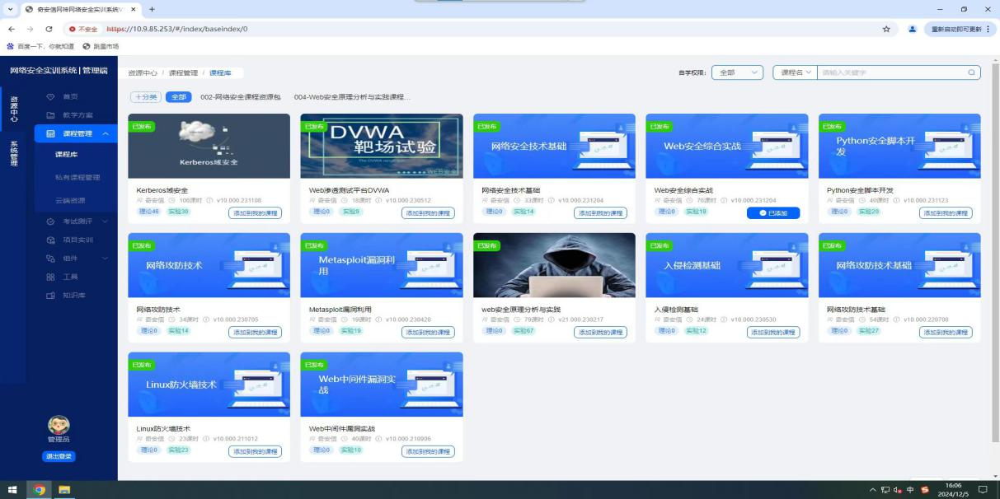 奇安信网神网络安全实训系统V
不安全 https://10.9.85.253/#/index/baseindex/0
重新启动即可更新
百度一下，你就知道 跳蚤市场
网络安全实训系统 | 管理端
资源中心
系统管理
首页
教学方案
课程管理
课程库
私有课程管理
云端资源
考试测评
项目实训
组件
工具
知识库
管理员
退出登录
资源中心 / 课程管理 / 课程库
自学权限: 全部 课程名 请输入关键字
十分类 全部 002-网络安全课程资源包 004-Web安全原理分析与实践课程...
已发布
Kerberos域安全
Kerberos域安全
奇安信 106课时 v10.000.231108
理论46 实验30 添加到我的课程
已发布
DVWA
靶场试验
WEB安全
Web渗透测试平台DVWA
奇安信 18课时 v10.000.230512
理论0 实验9 添加到我的课程
已发布
网络安全技术基础
网络安全技术基础
奇安信 33课时 v10.000.231204
理论0 实验14 添加到我的课程
已发布
Web安全综合实战
Web安全综合实战
奇安信 76课时 v10.000.231204
理论0 实验19 已添加
已发布
Python安全脚本开
发
Python安全脚本开发
奇安信 40课时 v10.000.231123
理论0 实验20 添加到我的课程
已发布
网络攻防技术
网络攻防技术
奇安信 34课时 v10.000.230705
理论0 实验14 添加到我的课程
已发布
Metasploit漏洞利
用
Metasploit漏洞利用
奇安信 19课时 v10.000.230428
理论0 实验19 添加到我的课程
已发布
web安全原理分析与实践
奇安信 79课时 v21.000.230217
理论0 实验67 添加到我的课程
已发布
入侵检测基础
入侵检测基础
奇安信 24课时 v10.000.230530
理论0 实验12 添加到我的课程
已发布
网络攻防技术基础
网络攻防技术基础
奇安信 54课时 v10.000.220708
理论0 实验27 添加到我的课程
已发布
Linux防火墙技术
Linux防火墙技术
奇安信 23课时 v10.000.211012
理论0 实验23 添加到我的课程
已发布
Web中间件漏洞实
战
Web中间件漏洞实战
奇安信 40课时 v10.000.210906
理论0 实验10 添加到我的课程
中
16:06
2024/12/5